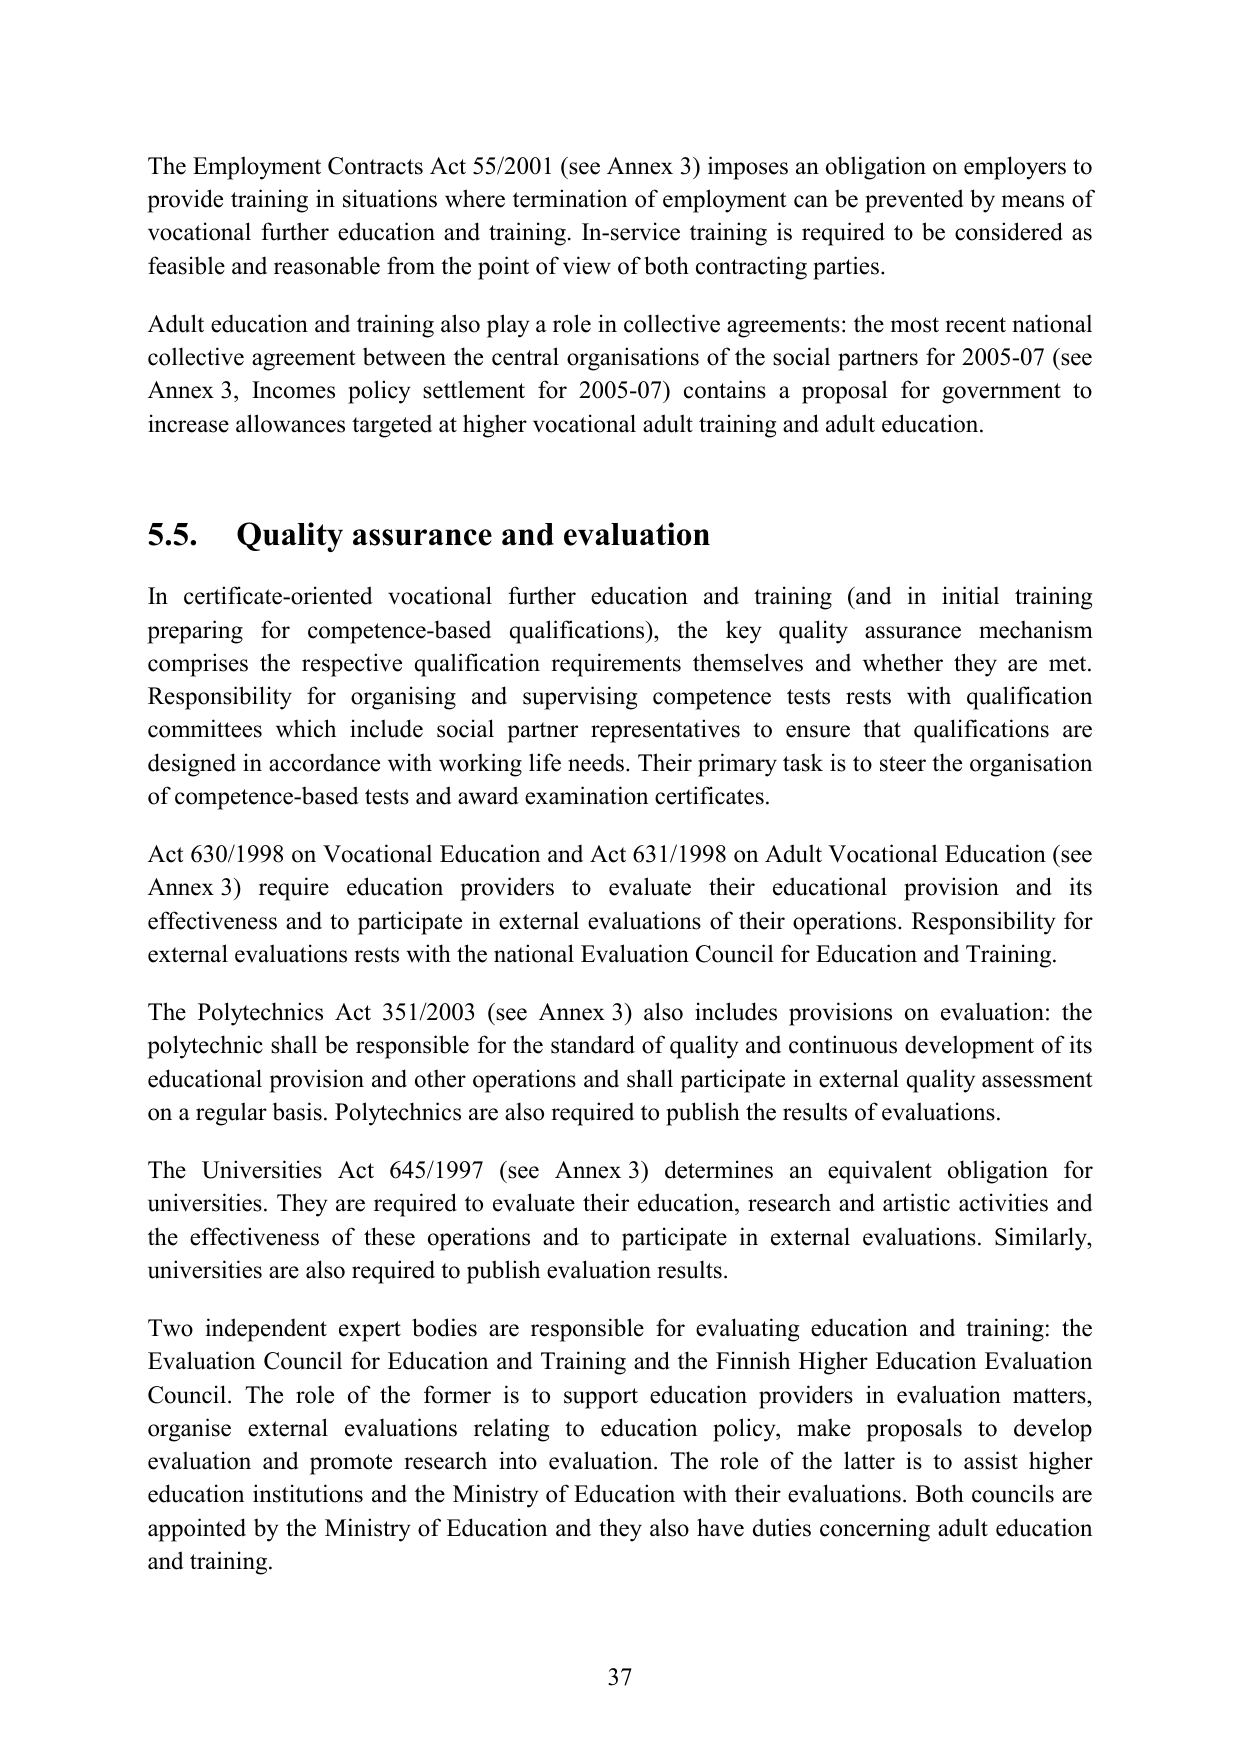 The Employment Contracts Act 55/2001 (see Annex 3) imposes an obligation on employers to
provide training in situations where termination of employment can be prevented by means of
vocational further education and training. In-service training is required to be considered as
feasible and reasonable from the point of view of both contracting parties.
Adult education and training also play a role in collective agreements: the most recent national
collective agreement between the central organisations of the social partners for 2005-07 (see
Annex 3, Incomes policy settlement for 2005-07) contains a proposal for government to
increase allowances targeted at higher vocational adult training and adult education.
5.5. Quality assurance and evaluation
In certificate-oriented vocational further education and training (and in initial training
preparing for competence-based qualifications), the key quality assurance mechanism
comprises the respective qualification requirements themselves and whether they are met.
Responsibility for organising and supervising competence tests rests with qualification
committees which include social partner representatives to ensure that qualifications are
designed in accordance with working life needs. Their primary task is to steer the organisation
of competence-based tests and award examination certificates.
Act 630/1998 on Vocational Education and Act 631/1998 on Adult Vocational Education (see
Annex 3) require education providers to evaluate their educational provision and its
effectiveness and to participate in external evaluations of their operations. Responsibility for
external evaluations rests with the national Evaluation Council for Education and Training.
The Polytechnics Act 351/2003 (see Annex 3) also includes provisions on evaluation: the
polytechnic shall be responsible for the standard of quality and continuous development of its
educational provision and other operations and shall participate in external quality assessment
on a regular basis. Polytechnics are also required to publish the results of evaluations.
The Universities Act 645/1997 (see Annex 3) determines an equivalent obligation for
universities. They are required to evaluate their education, research and artistic activities and
the effectiveness of these operations and to participate in external evaluations. Similarly,
universities are also required to publish evaluation results.
Two independent expert bodies are responsible for evaluating education and training: the
Evaluation Council for Education and Training and the Finnish Higher Education Evaluation
Council. The role of the former is to support education providers in evaluation matters,
organise external evaluations relating to education policy, make proposals to develop
evaluation and promote research into evaluation. The role of the latter is to assist higher
education institutions and the Ministry of Education with their evaluations. Both councils are
appointed by the Ministry of Education and they also have duties concerning adult education
and training.
37